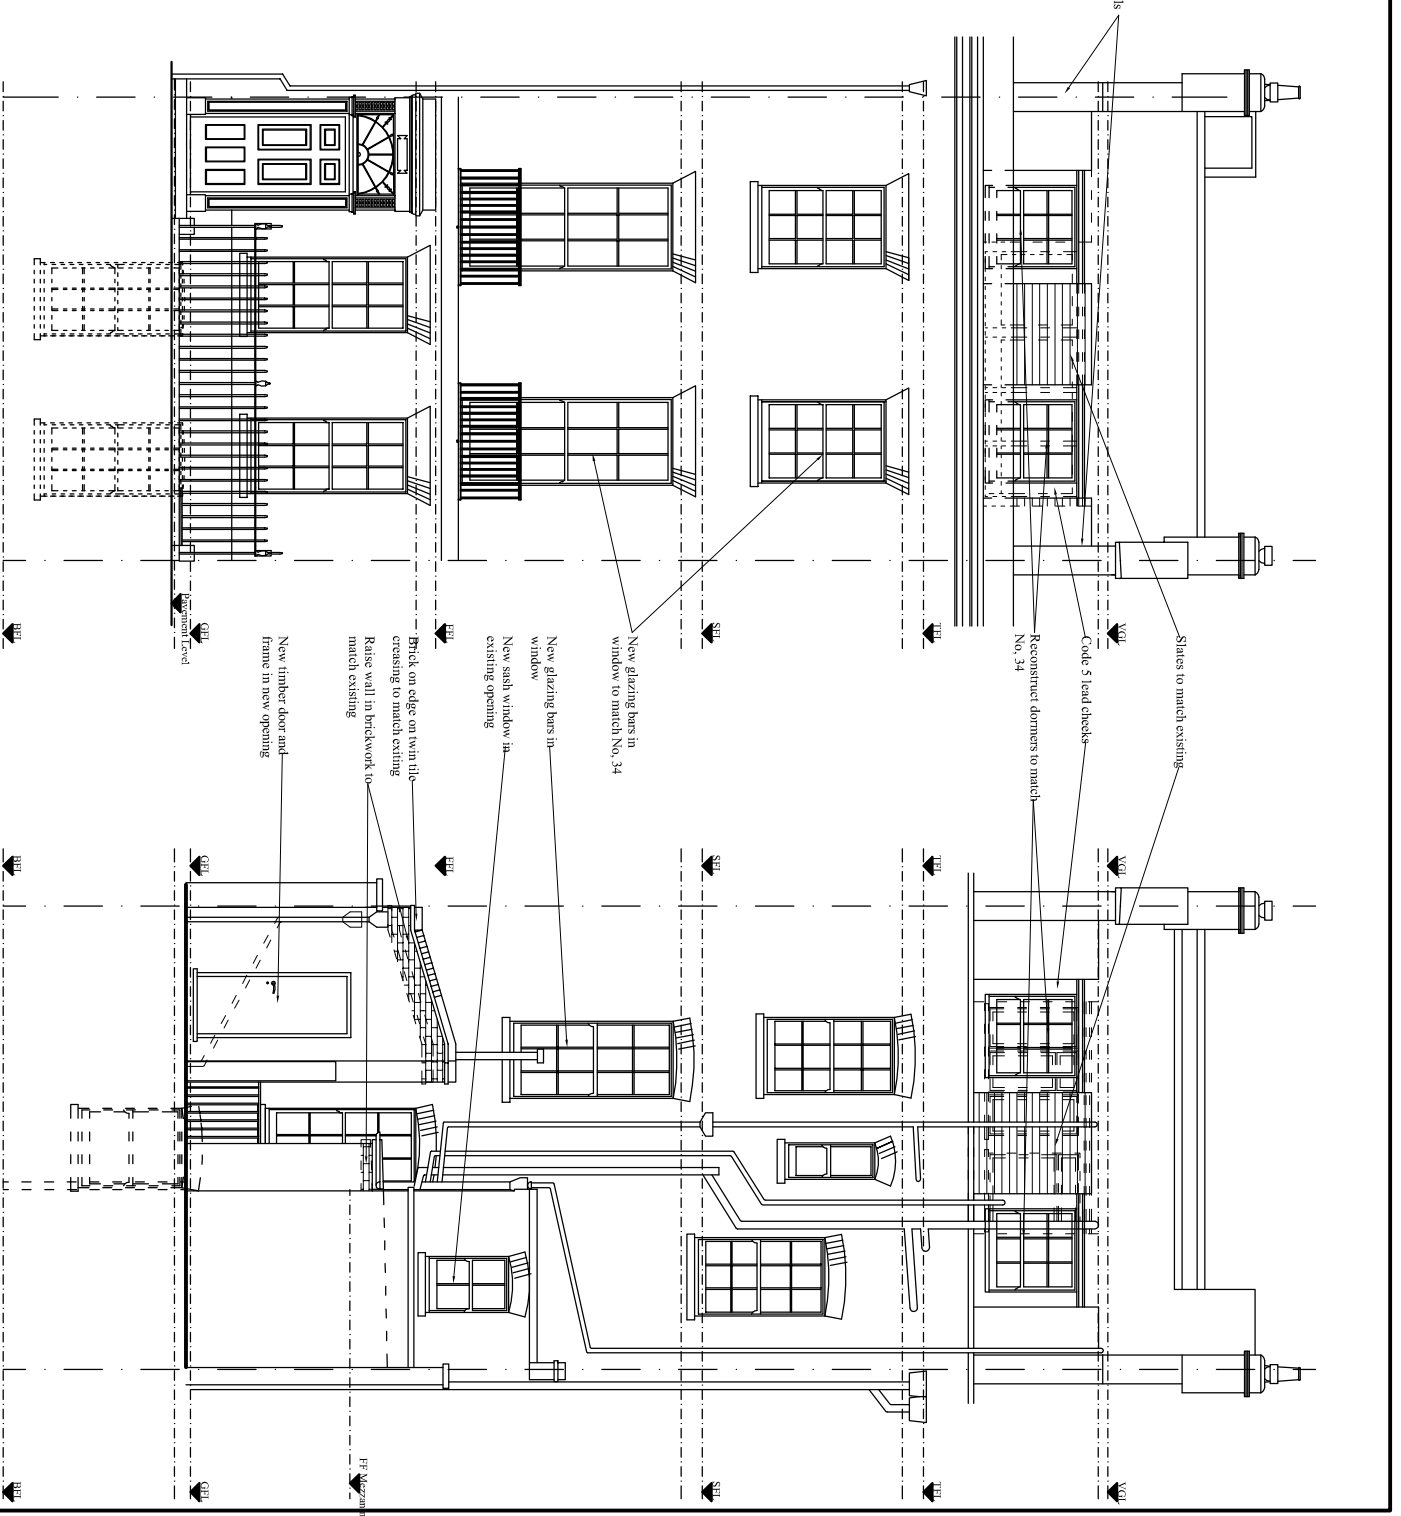 ls
Slates to match existing
Code 5 lead cheeks
Reconstruct dormers to match
No, 34
New glazing bars in
window to match No, 34
New glazing bars in
window
New sash window in
existing opening
Brick on edge on twin tile
creasing to match exiting
Raise wall in brickwork to
match existing
New timber door and
frame in new opening
VGL
TFL
SFL
FFL
GFL
Pavement Level
BFL
VGL
TFL
SFL
FFL
GFL
BFL
VGL
TFL
SFL
FF Mezzanin
GFL
BFL